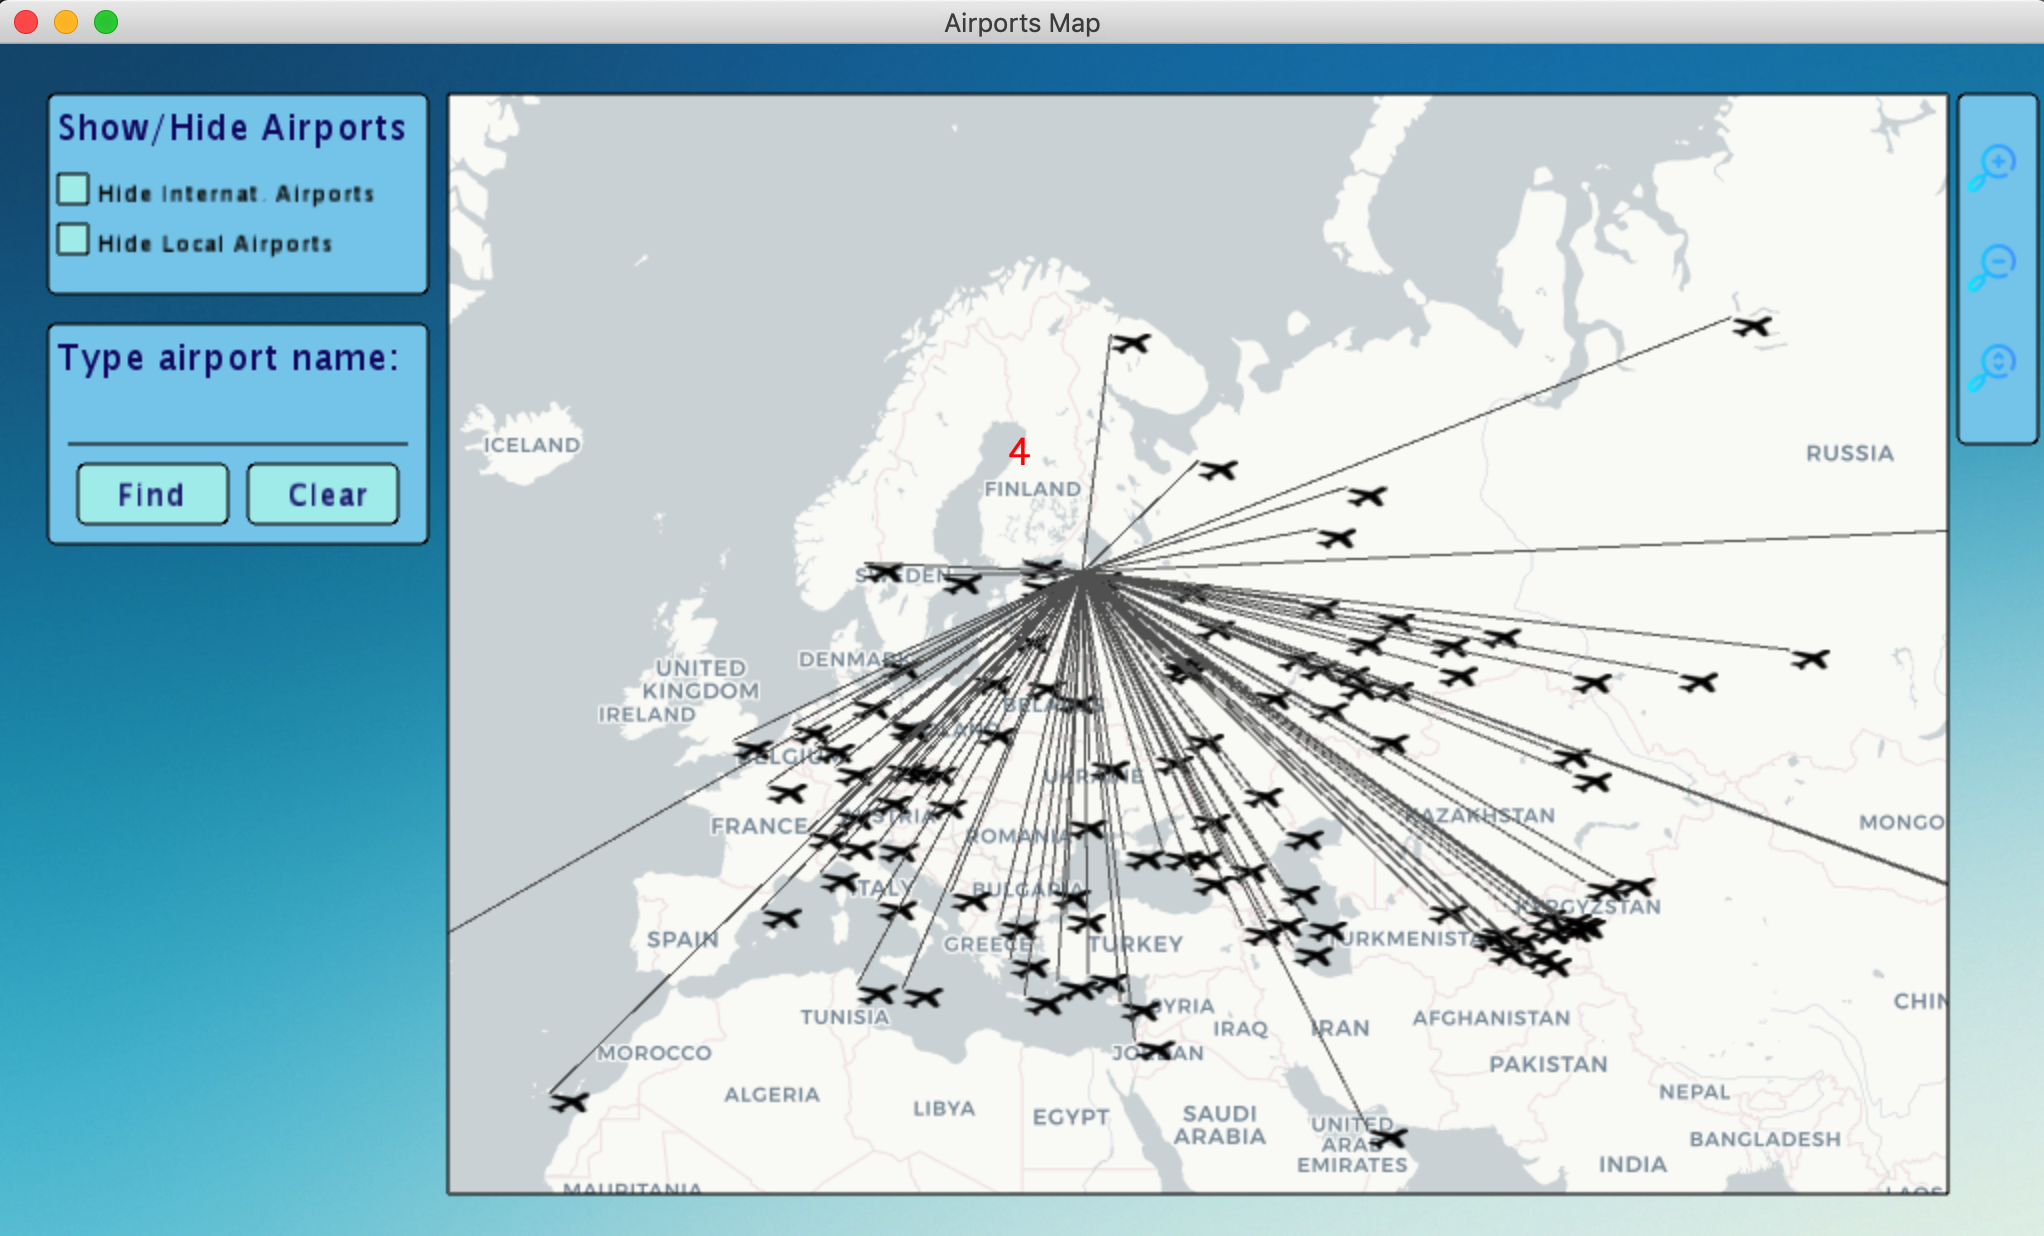 Airports Map
Show/Hide Airports
Hide Internat. Airports
Hide Local Airports
Type airport name:
Find
Clear
ICELAND
4
FINLAND
RUSSIA
SWEDEN
DENMARK
UNITED
KINGDOM
IRELAND
BELARUS
POLAND
BELGIUM
UKRAINE
FRANCE
AUSTRIA
ROMANIA
KAZAKHSTAN
MONGO
ITALY
BULGARIA
KYRGYZSTAN
SPAIN
GREECE
TURKEY
TURKMENISTA
TUNISIA
SYRIA
IRAQ
IRAN
AFGHANISTAN
CHIN
MOROCCO
JORDAN
PAKISTAN
ALGERIA
LIBYA
EGYPT
SAUDI
ARABIA
UNITED
ARAB
EMIRATES
NEPAL
BANGLADESH
INDIA
MAURITANIA
LAOS